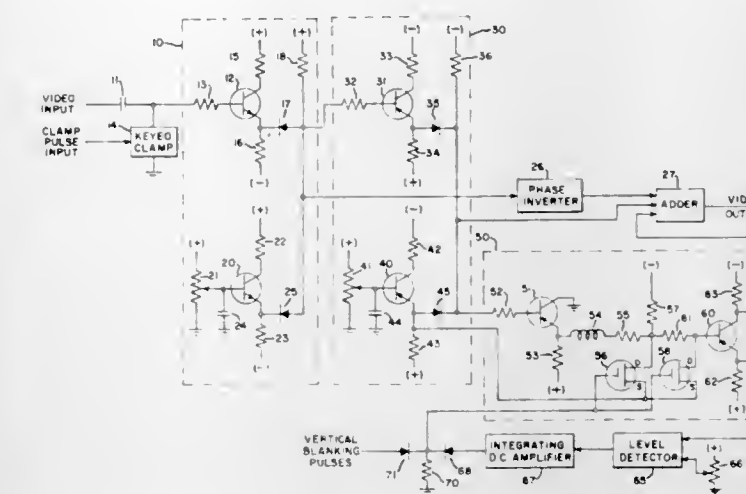 (+) (+) (-) (-)
10 30
15 18 33 36
11 12 13 32 31
VIDEO
INPUT
17 35
CLAMP
PULSE
INPUT
14
KEYED
CLAMP
16 34
(-) (+)
26
PHASE
INVERTER
27
ADDER
(+) (-)
22 42
50
(+) (+)
20 40
21 41
(-) (-)
52 51 57 83
25 45
54 55 61 60
24 44
23 43
53 56 58
D D
S S
62
(-) (+) (+) (+)
VERTICAL
BLANKING
PULSES
71 68
70
INTEGRATING
D.C AMPLIFIER
67
LEVEL
DETECTOR
65
(+)
66